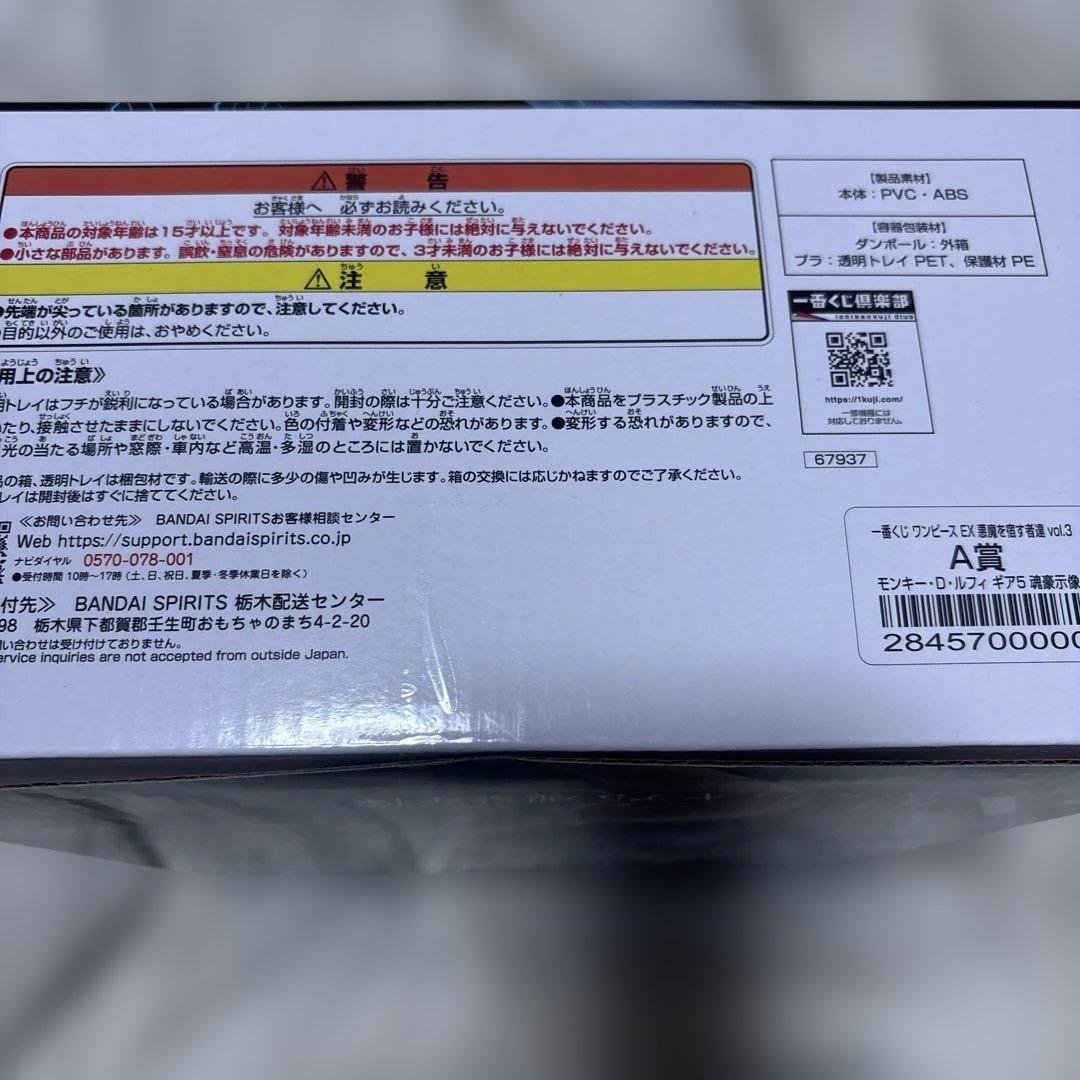 ⚠警告
お客様へ 必ずお読みください。
●本商品の対象年齢は15才以上です。対象年齢未満のお子様には絶対に与えないでください。
●小さな部品があります。誤飲・窒息の危険がありますので、3才未満のお子様には絶対に与えないでください。
⚠注意
●先端が尖っている箇所がありますので、注意してください。
目的以外のご使用は、おやめください。
用上の注意》
トレイはフチが鋭利になっている場合があります。開封の際は十分ご注意ください。●本商品をプラスチック製品の上
たり、接触させたままにしないでください。色の付着や変形などの恐れがあります。●変形する恐れがありますので、
光の当たる場所や窓際・車内など高温・多湿のところには置かないでください。
の箱、透明トレイは梱包材です。輸送の際に多少の傷や凹みが生じます。箱の交換には応じかねますのでご了承ください。
レイは開封後はすぐに捨ててください。
≪お問い合わせ先≫ BANDAI SPIRITSお客様相談センター
Web https://support.bandaispirits.co.jp
ナビダイヤル 0570-078-001
●受付時間 10時～17時(土、日、祝日、夏季・冬季休業日を除く)
付先≫ BANDAI SPIRITS 栃木配送センター
98 栃木県下都賀郡壬生町おもちゃのまち4-2-20
い合わせは受け付けておりません。
ervice inquiries are not accepted from outside Japan.
【製品素材】
本体：PVC・ABS
【容器包装材】
ダンボール：外箱
プラ：透明トレイ PET、保護材 PE
一番くじ倶楽部
Ichibankuji Club
https://1kuji.com/
一部機種には
対応しておりません。
67937
一番くじ ワンピース EX 悪魔を宿す者達 vol.3
A賞
モンキー・D・ルフィ ギア5 魂豪示像
2845700000